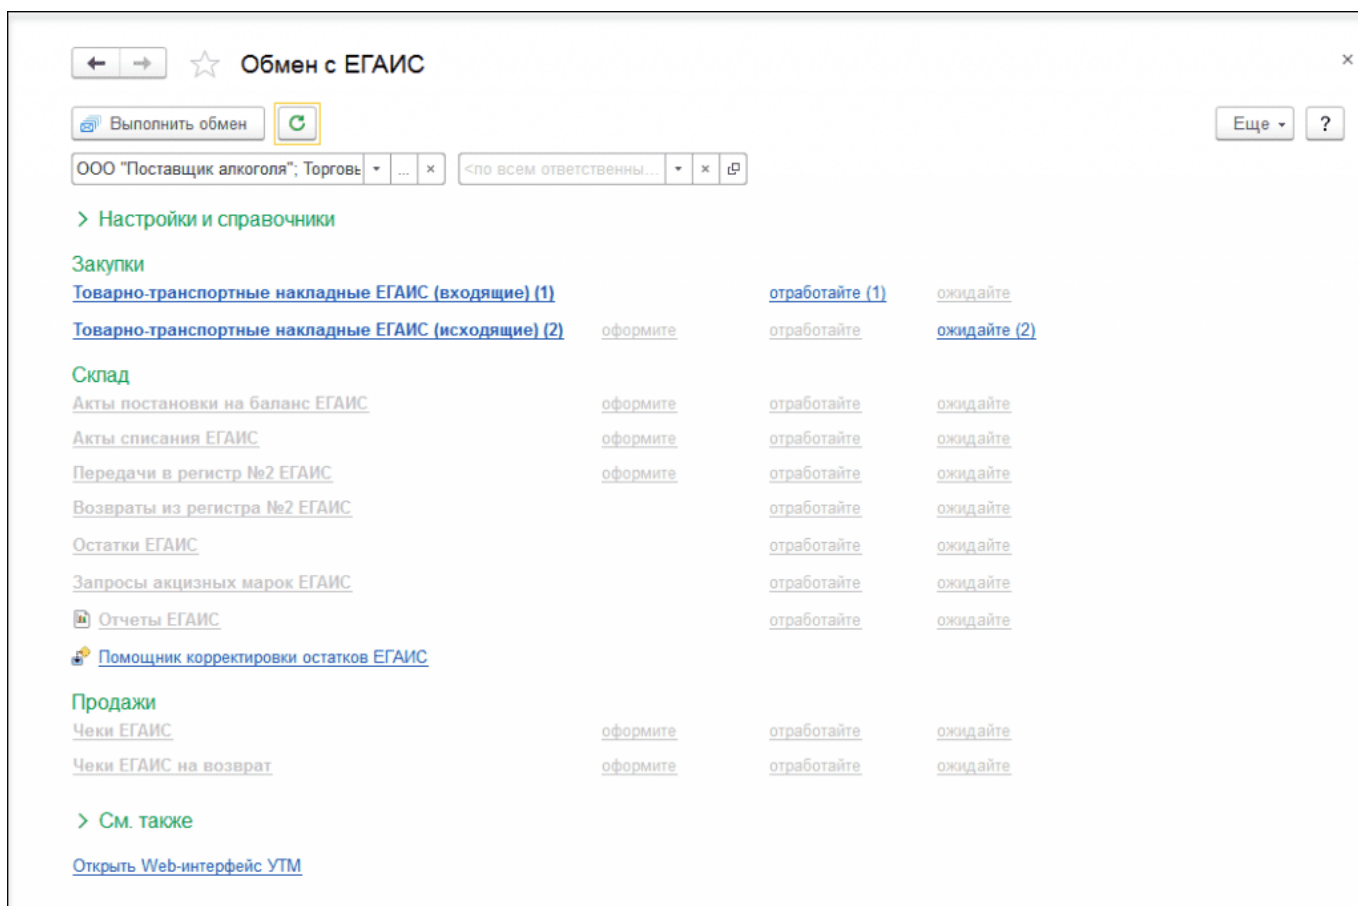 Обмен с ЕГАИС
Выполнить обмен
Еще
?
ООО "Поставщик алкоголя"; Торговь
...
<по всем ответственны...
Настройки и справочники
Закупки
Товарно-транспортные накладные ЕГАИС (входящие) (1) отработайте (1) ожидайте
Товарно-транспортные накладные ЕГАИС (исходящие) (2) оформите отработайте ожидайте (2)
Склад
Акты постановки на баланс ЕГАИС оформите отработайте ожидайте
Акты списания ЕГАИС оформите отработайте ожидайте
Передачи в регистр №2 ЕГАИС оформите отработайте ожидайте
Возвраты из регистра №2 ЕГАИС отработайте ожидайте
Остатки ЕГАИС отработайте ожидайте
Запросы акцизных марок ЕГАИС отработайте ожидайте
Отчеты ЕГАИС отработайте ожидайте
Помощник корректировки остатков ЕГАИС
Продажи
Чеки ЕГАИС оформите отработайте ожидайте
Чеки ЕГАИС на возврат оформите отработайте ожидайте
См. также
Открыть Web-интерфейс УТМ